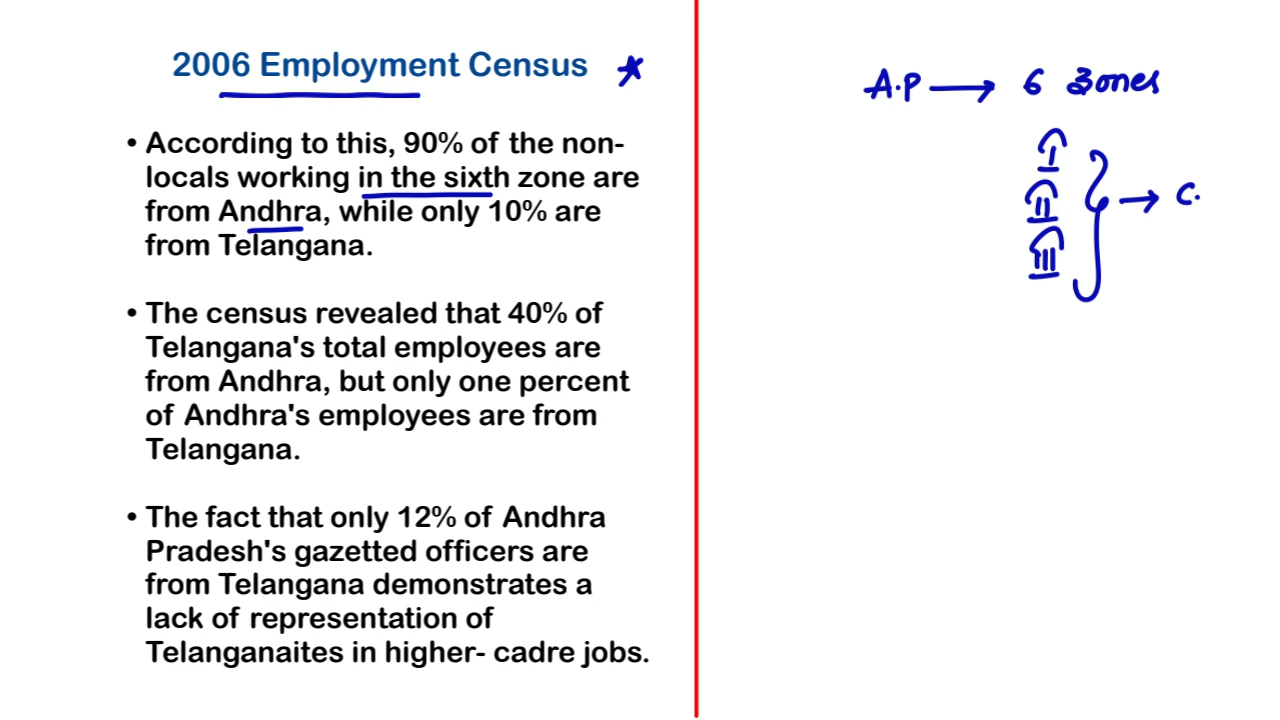 2006 Employment Census
• According to this, 90% of the non-
locals working in the sixth zone are
from Andhra, while only 10% are
from Telangana.
• The census revealed that 40% of
Telangana's total employees are
from Andhra, but only one percent
of Andhra's employees are from
Telangana.
• The fact that only 12% of Andhra
Pradesh's gazetted officers are
from Telangana demonstrates a
lack of representation of
Telanganaites in higher- cadre jobs.
A.P → 6 Zones
I
II
III
→ C.